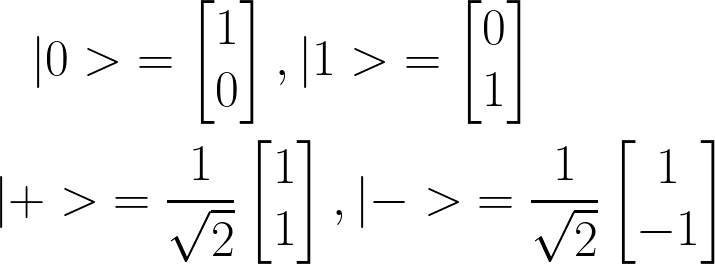 |0 > = [1 0], |1 > = [0 1]
|+ > = 1/√2 [1 1], |− > = 1/√2 [1 −1]